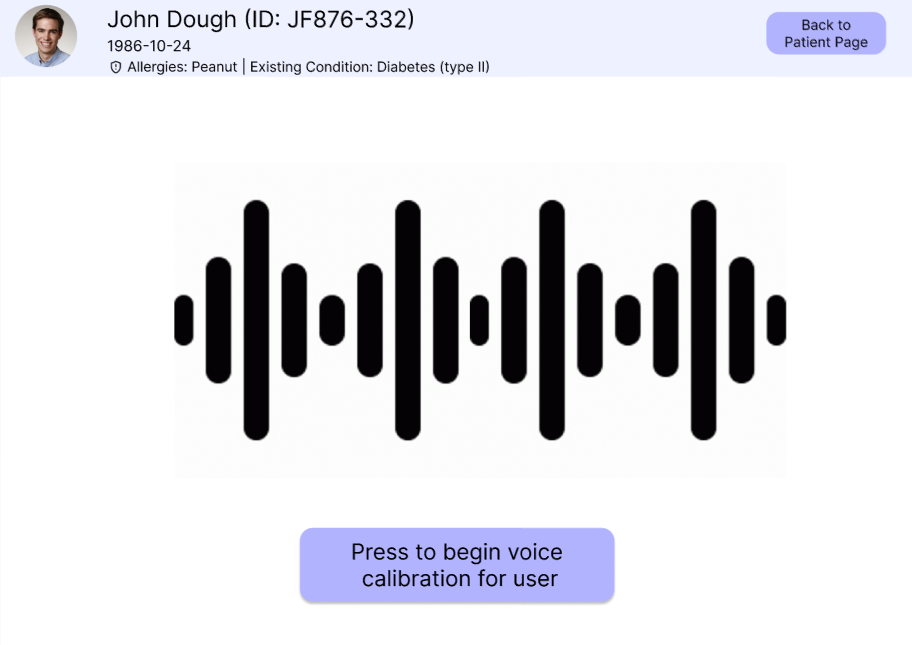 John Dough (ID: JF876-332)
1986-10-24
Allergies: Peanut | Existing Condition: Diabetes (type II)
Back to
Patient Page
Press to begin voice
calibration for user